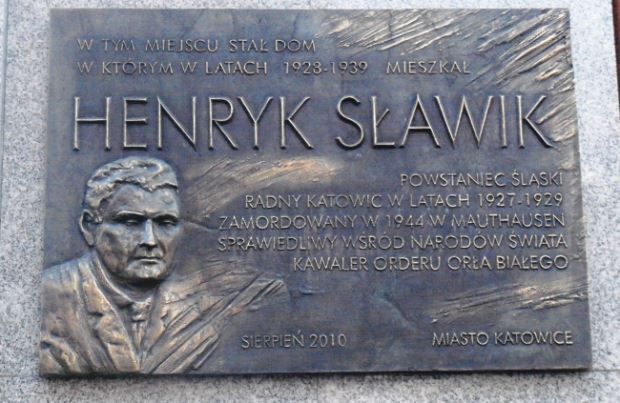 W TYM MIEJSCU STAŁ DOM
W KTÓRYM W LATACH 1928-1939 MIESZKAŁ
HENRYK SŁAWIK
POWSTANIEC ŚLĄSKI
RADNY KATOWIC W LATACH 1927-1929
ZAMORDOWANY W 1944 W MAUTHAUSEN
SPRAWIEDLIWY WŚRÓD NARODÓW ŚWIATA
KAWALER ORDERU ORŁA BIAŁEGO
SIERPIEŃ 2010 MIASTO KATOWICE